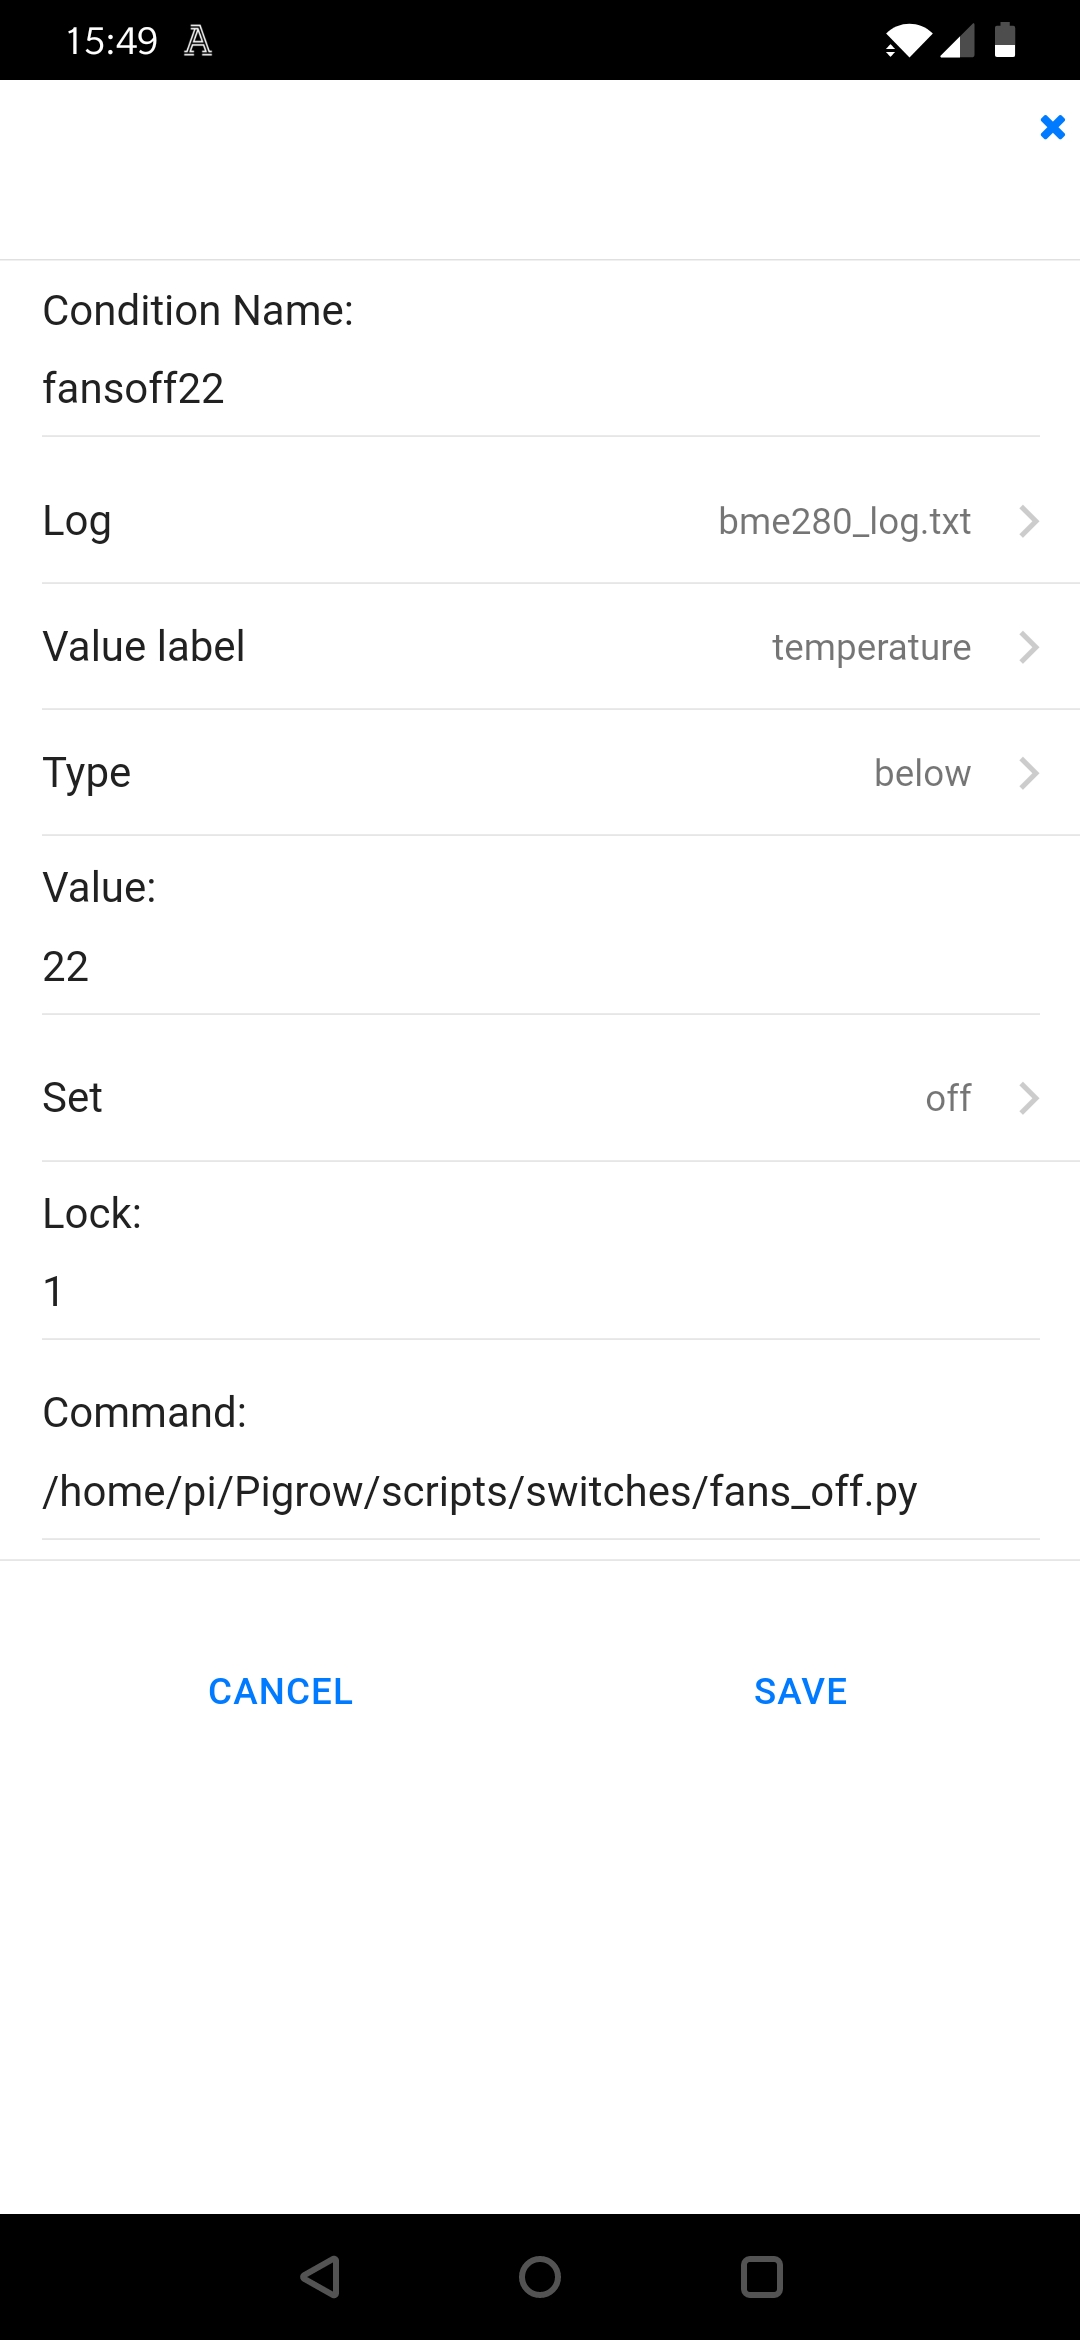 15:49 A
Condition Name:
fansoff22
Log bme280_log.txt
Value label temperature
Type below
Value:
22
Set off
Lock:
1
Command:
/home/pi/Pigrow/scripts/switches/fans_off.py
CANCEL SAVE